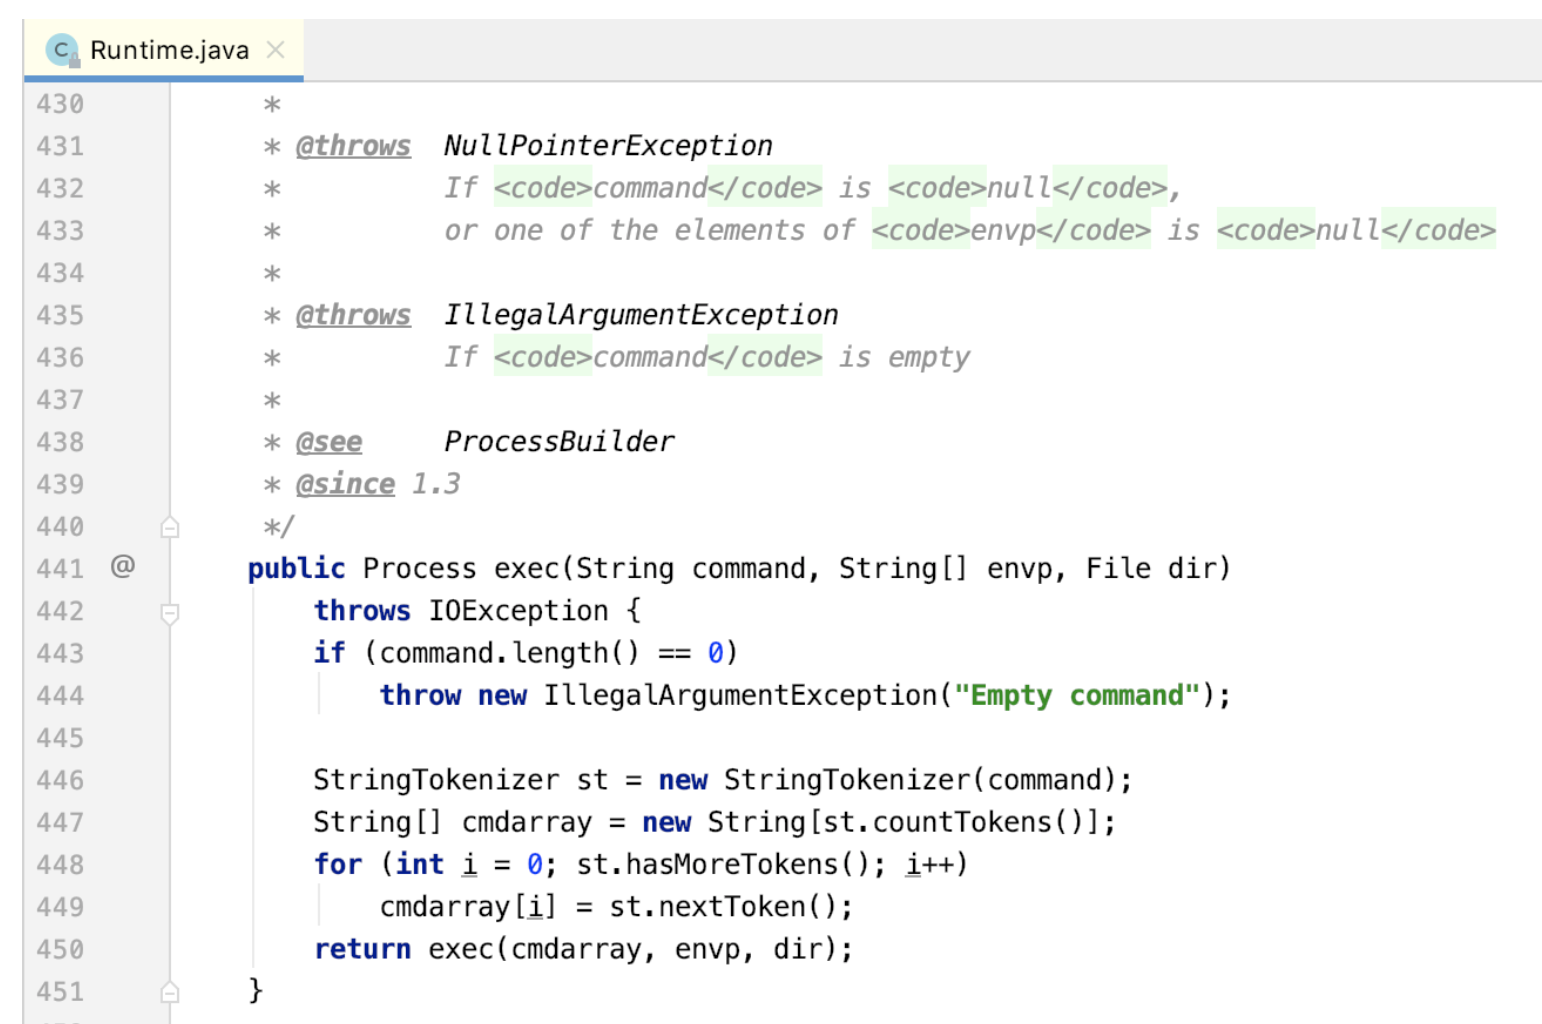 C Runtime.java ×
430 *
431 * @throws NullPointerException
432 * If <code>command</code> is <code>null</code>,
433 * or one of the elements of <code>envp</code> is <code>null</code>
434 *
435 * @throws IllegalArgumentException
436 * If <code>command</code> is empty
437 *
438 * @see ProcessBuilder
439 * @since 1.3
440 */
441 @ public Process exec(String command, String[] envp, File dir)
442 throws IOException {
443 if (command.length() == 0)
444 throw new IllegalArgumentException("Empty command");
445
446 StringTokenizer st = new StringTokenizer(command);
447 String[] cmdarray = new String[st.countTokens()];
448 for (int i = 0; st.hasMoreTokens(); i++)
449 cmdarray[i] = st.nextToken();
450 return exec(cmdarray, envp, dir);
451 }